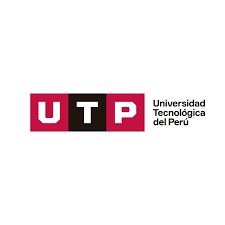 UTP
Universidad
Tecnológica
del Perú